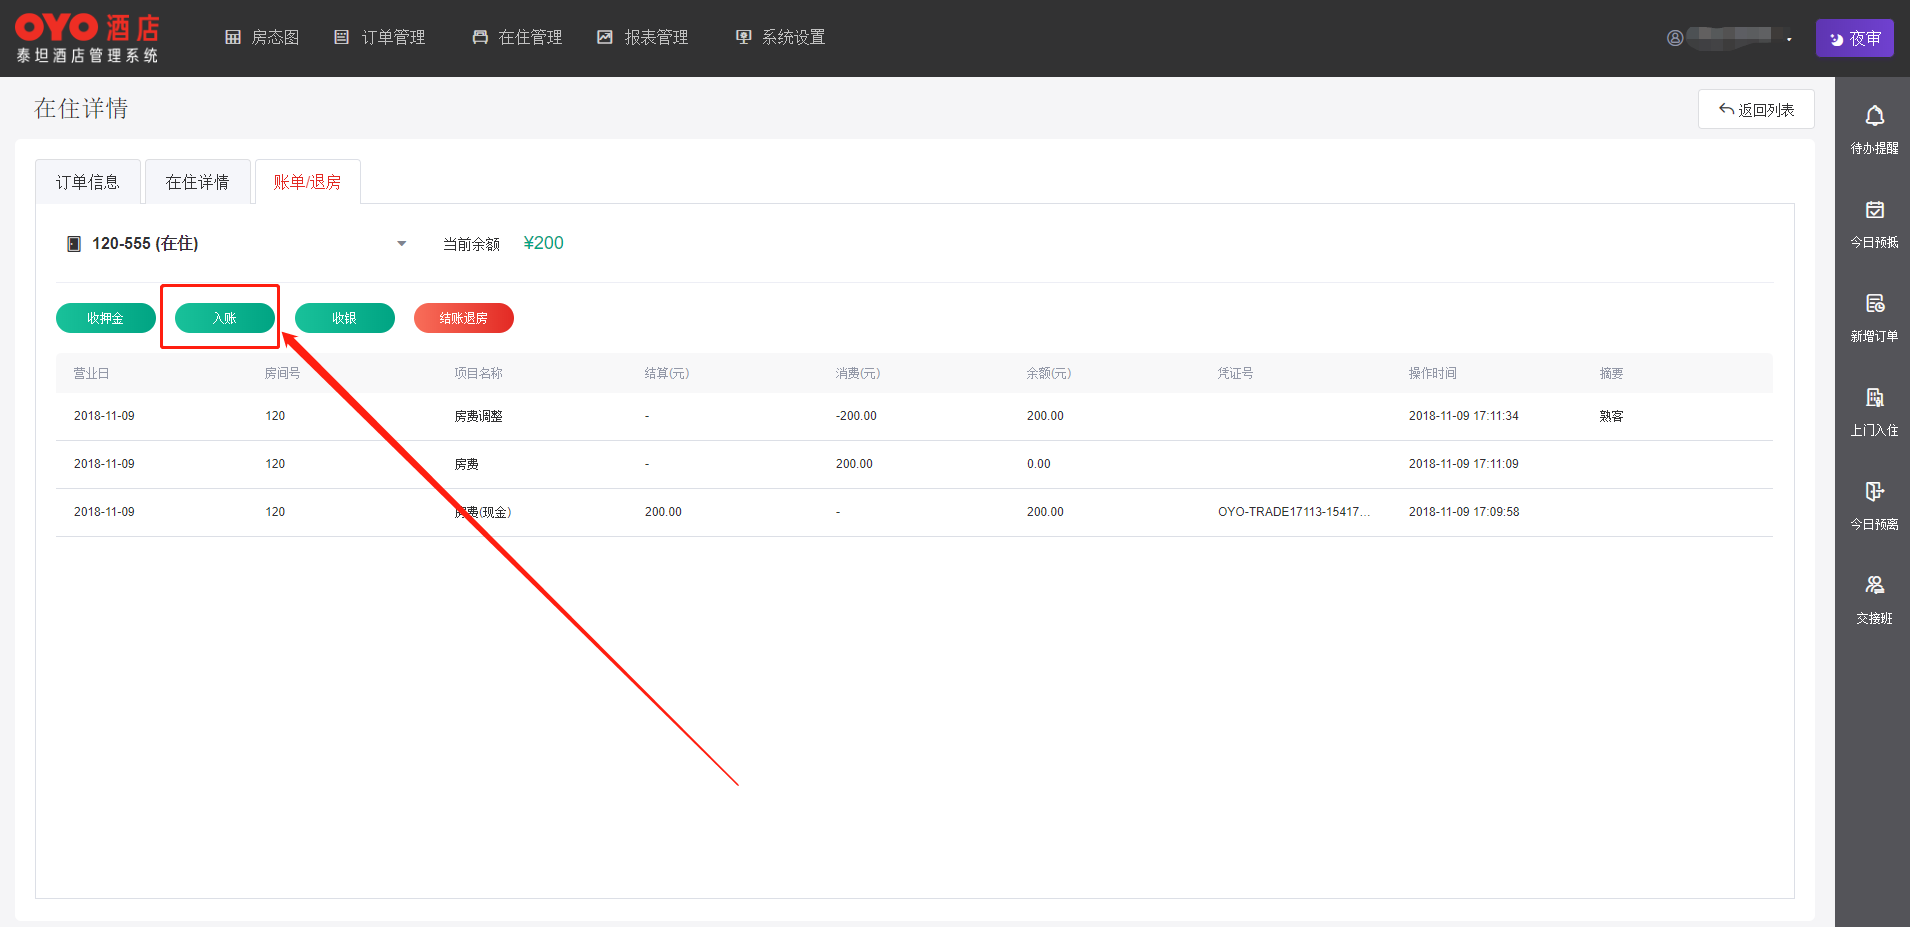 OYO 酒店
泰坦酒店管理系统
房态图 订单管理 在住管理 报表管理 系统设置
夜审
在住详情
返回列表
订单信息 在住详情 账单/退房
120-555 (在住) 当前余额 ¥200
收押金 入账 收银 结账退房
营业日 房间号 项目名称 结算(元) 消费(元) 余额(元) 凭证号 操作时间 摘要
2018-11-09 120 房费调整 - -200.00 200.00 2018-11-09 17:11:34 熟客
2018-11-09 120 房费 - 200.00 0.00 2018-11-09 17:11:09
2018-11-09 120 房费(现金) 200.00 - 200.00 OYO-TRADE17113-15417... 2018-11-09 17:09:58
待办提醒
今日预抵
新增订单
上门入住
今日预离
交接班